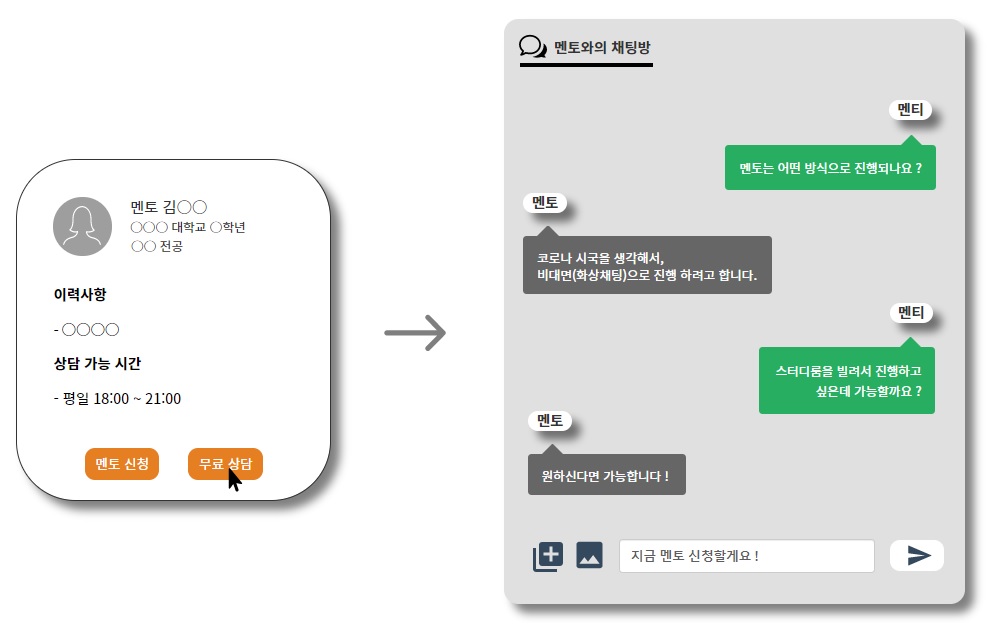 멘토 김○○
○○○ 대학교 ○학년
○○ 전공
이력사항
- ○○○○
상담 가능 시간
- 평일 18:00 ~ 21:00
멘토 신청
무료 상담
멘토와의 채팅방
멘티
멘토는 어떤 방식으로 진행되나요 ?
멘토
코로나 시국을 생각해서,
비대면(화상채팅)으로 진행 하려고 합니다.
멘티
스터디룸을 빌려서 진행하고
싶은데 가능할까요 ?
멘토
원하신다면 가능합니다 !
지금 멘토 신청할게요 !